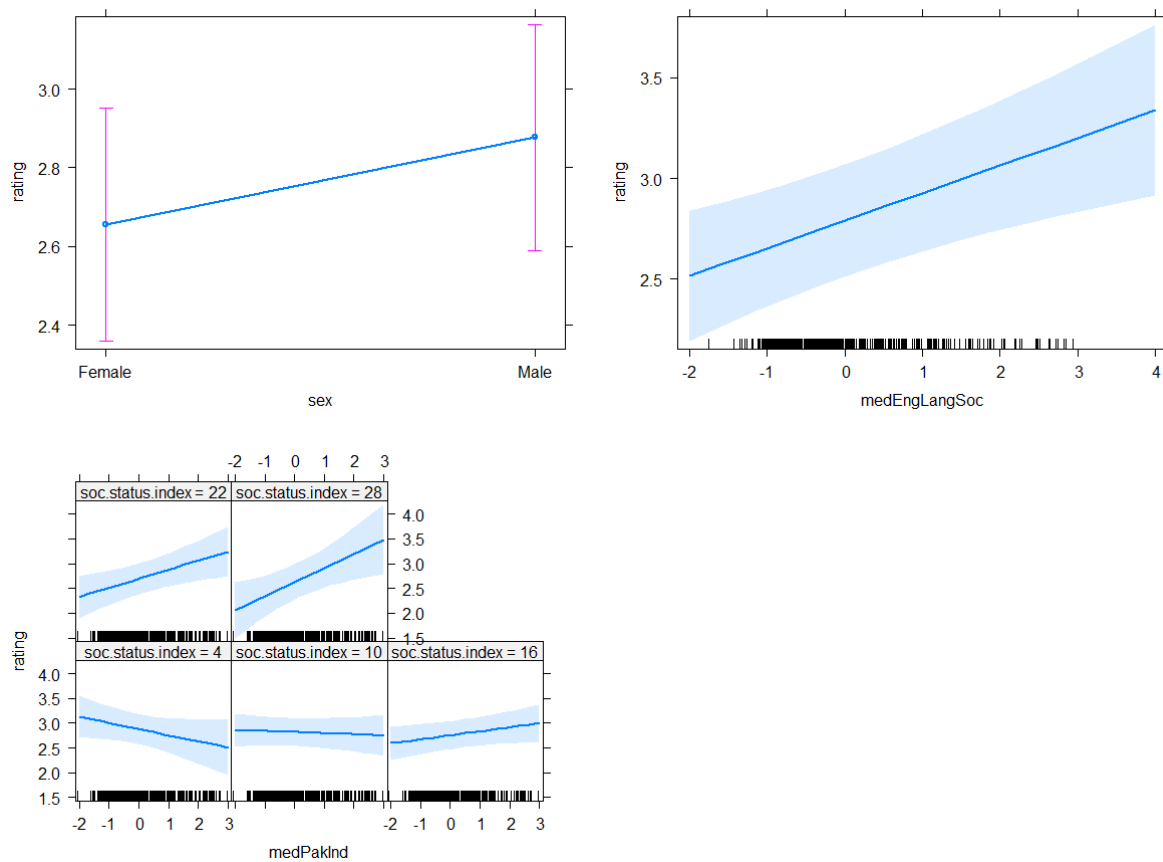 3.0
2.8
2.6
2.4
rating
Female Male
sex
3.5
3.0
2.5
rating
-2 -1 0 1 2 3 4
medEngLangSoc
-2 -1 0 1 2 3
soc.status.index = 22 soc.status.index = 28
4.0
3.5
3.0
2.5
2.0
1.5
rating
soc.status.index = 4 soc.status.index = 10 soc.status.index = 16
4.0
3.5
3.0
2.5
2.0
1.5
-2 -1 0 1 2 3 -2 -1 0 1 2 3
medPakInd